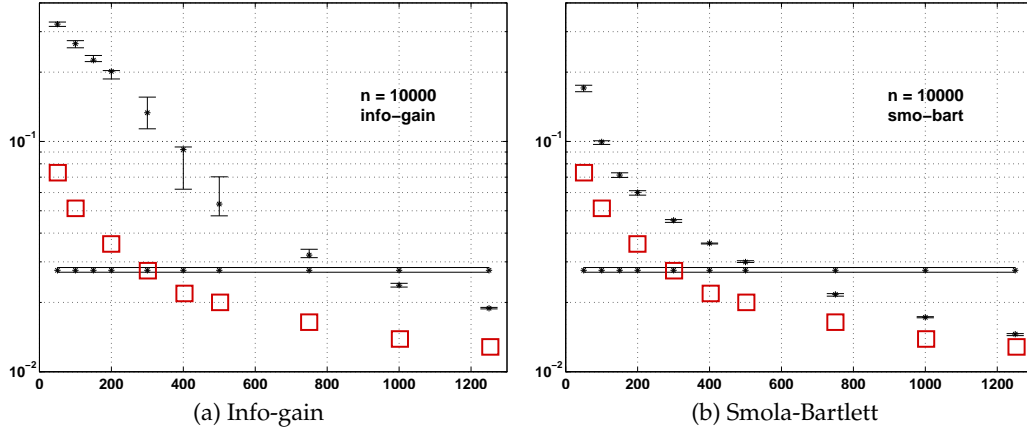 10⁻¹
10⁻²
n = 10000
info-gain
0 200 400 600 800 1000 1200
(a) Info-gain
10⁻¹
10⁻²
n = 10000
smo-bart
0 200 400 600 800 1000 1200
(b) Smola-Bartlett